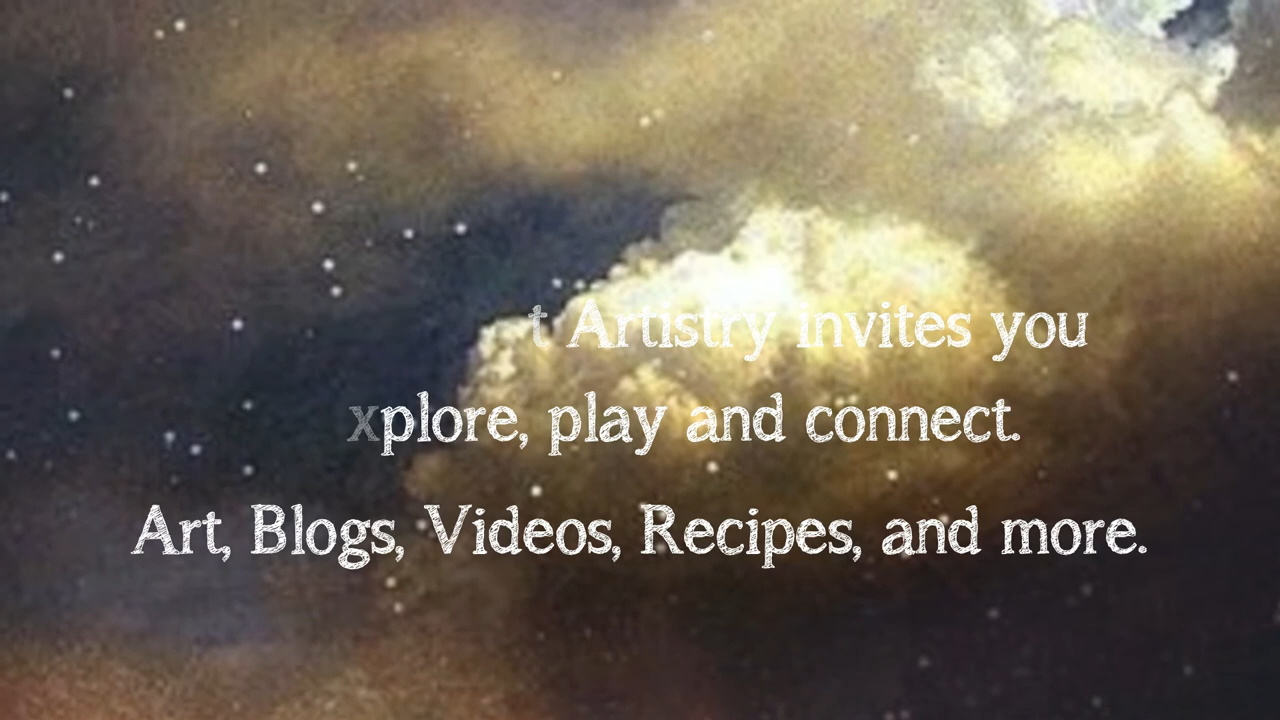 t Artistry invites you
xplore, play and connect.
Art, Blogs, Videos, Recipes, and more.